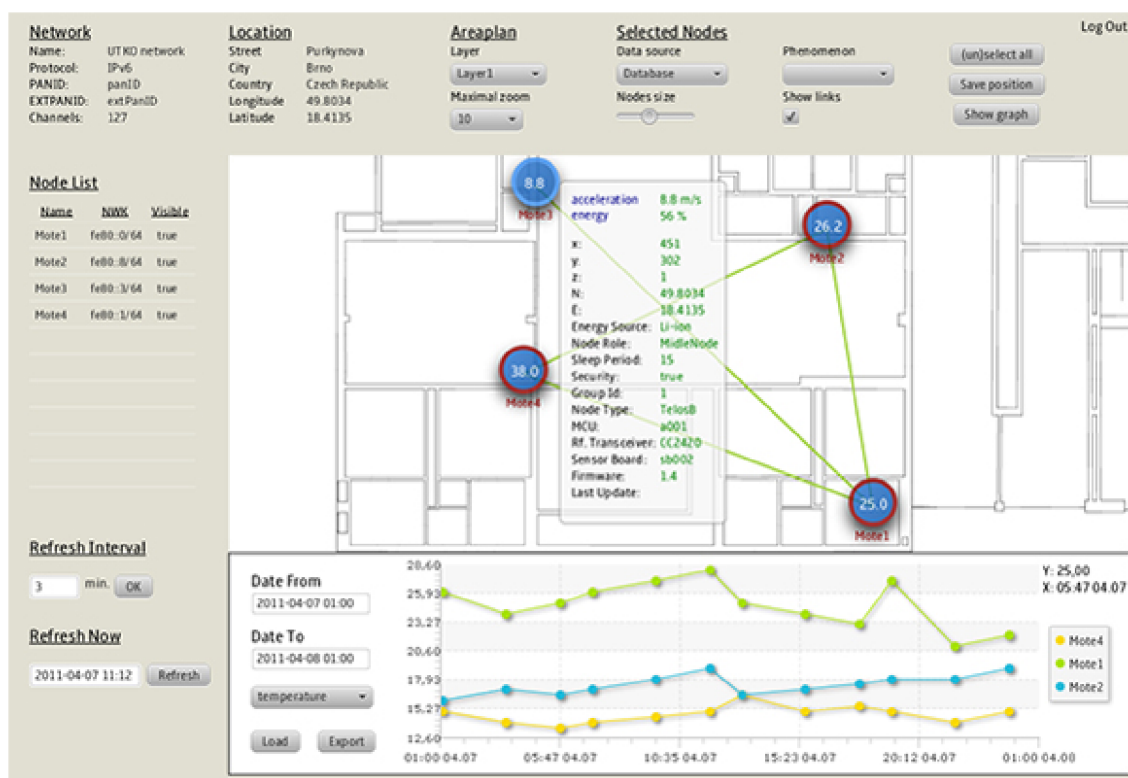 Network
Name: UTKO network
Protocol: IPv6
PANID: panID
EXTPANID: extPanID
Channels: 127
Location
Street Purkynova
City Brno
Country Czech Republic
Longitude 49.8034
Latitude 18.4135
Areaplan
Layer
Layer1
Maximal zoom
10
Selected Nodes
Data source
Database
Nodes size
Phenomenon
Show links
Log Out
(un)select all
Save position
Show graph
Node List
Name NWK Visible
Mote1 fe80::0/64 true
Mote2 fe80::8/64 true
Mote3 fe80::3/64 true
Mote4 fe80::1/64 true
8.8
Mote3
26.2
Mote2
38.0
Mote4
25.0
Mote1
acceleration 8.8 m/s
energy 56 %
x: 451
y: 302
z: 1
N: 49.8034
E: 18.4135
Energy Source: Li-ion
Node Role: MidleNode
Sleep Period: 15
Security: true
Group Id: 1
Node Type: TelosB
MCU: a001
Rf. Transceiver: CC2420
Sensor Board: sb002
Firmware: 1.4
Last Update:
Refresh Interval
3 min. OK
Refresh Now
2011-04-07 11:12 Refresh
Date From
2011-04-07 01:00
Date To
2011-04-08 01:00
temperature
Load Export
28,60
25,93
23,27
20,60
17,93
15,27
12,60
01:00 04.07 05:47 04.07 10:35 04.07 15:23 04.07 20:12 04.07 01:00 04.08
Y: 25,00
X: 05.47 04.07
Mote4
Mote1
Mote2